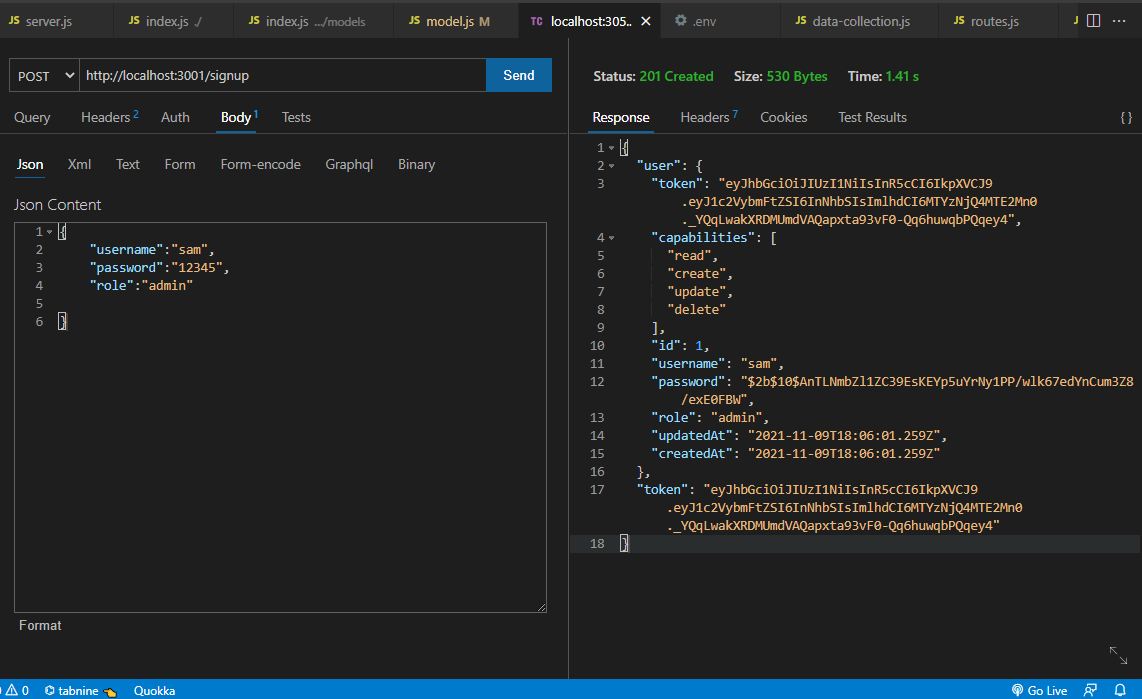 JS server.js JS index.js ./ JS index.js .../models JS model.js M TC localhost:305.. .env JS data-collection.js JS routes.js J
POST http://localhost:3001/signup Send
Query Headers 2 Auth Body 1 Tests
Json Xml Text Form Form-encode Graphql Binary
Json Content
1 {
2 "username":"sam",
3 "password":"12345",
4 "role":"admin"
5
6 }
Format
Status: 201 Created Size: 530 Bytes Time: 1.41 s
Response Headers 7 Cookies Test Results { }
1 {
2 "user": {
3 "token": "eyJhbGciOiJIUzI1NiIsInR5cCI6IkpXVCJ9
.eyJ1c2VybmFtZSI6InNhbSIsImlhdCI6MTYzNjQ4MTE2Mn0
._YQqLwakXRDMUmdVAQapxta93vF0-Qq6huwqbPQqey4",
4 "capabilities": [
5 "read",
6 "create",
7 "update",
8 "delete"
9 ],
10 "id": 1,
11 "username": "sam",
12 "password": "$2b$10$AnTLNmbZl1ZC39EsKEYp5uYrNy1PP/wlk67edYnCum3Z8
/exE0FBW",
13 "role": "admin",
14 "updatedAt": "2021-11-09T18:06:01.259Z",
15 "createdAt": "2021-11-09T18:06:01.259Z"
16 },
17 "token": "eyJhbGciOiJIUzI1NiIsInR5cCI6IkpXVCJ9
.eyJ1c2VybmFtZSI6InNhbSIsImlhdCI6MTYzNjQ4MTE2Mn0
._YQqLwakXRDMUmdVAQapxta93vF0-Qq6huwqbPQqey4"
18 }
0 tabnine Quokka Go Live